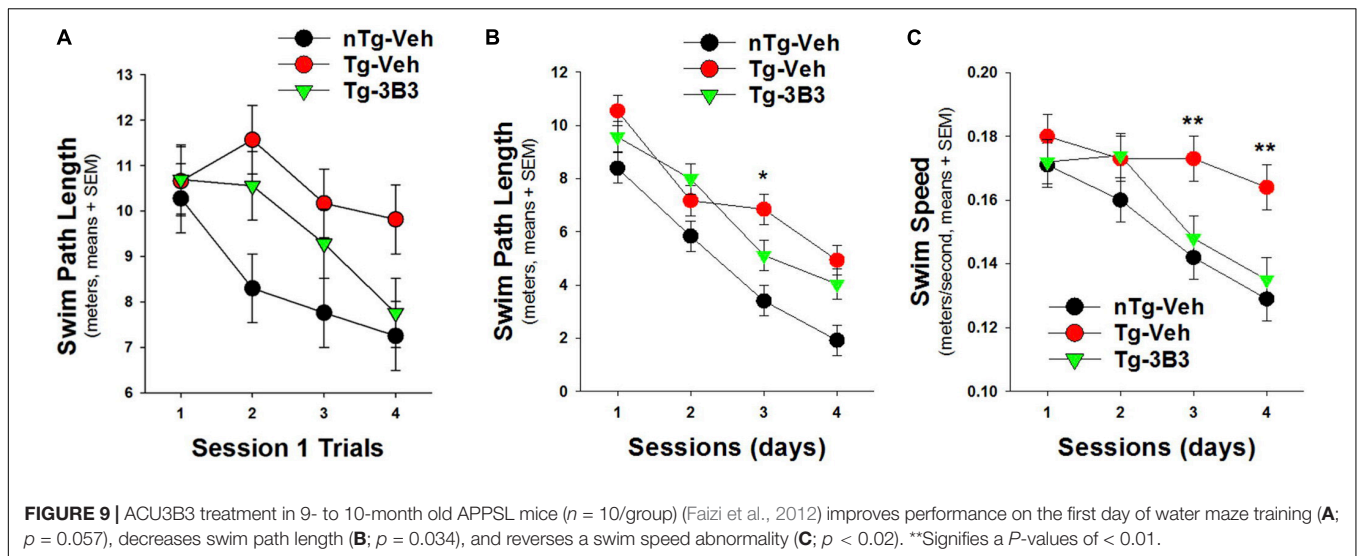 A
nTg-Veh
Tg-Veh
Tg-3B3
13
12
11
10
9
8
7
6
Swim Path Length
(meters, means + SEM)
1 2 3 4
Session 1 Trials
B
nTg-Veh
Tg-Veh
Tg-3B3
12
10
8
6
4
2
0
*
Swim Path Length
(meters, means + SEM)
1 2 3 4
Sessions (days)
C
0.20
0.18
0.16
0.14
0.12
0.10
**
**
Swim Speed
(meters/second, means + SEM)
nTg-Veh
Tg-Veh
Tg-3B3
1 2 3 4
Sessions (days)
FIGURE 9 | ACU3B3 treatment in 9- to 10-month old APPSL mice (n = 10/group) (Faizi et al., 2012) improves performance on the first day of water maze training (A;
p = 0.057), decreases swim path length (B; p = 0.034), and reverses a swim speed abnormality (C; p < 0.02). **Signifies a P-values of < 0.01.